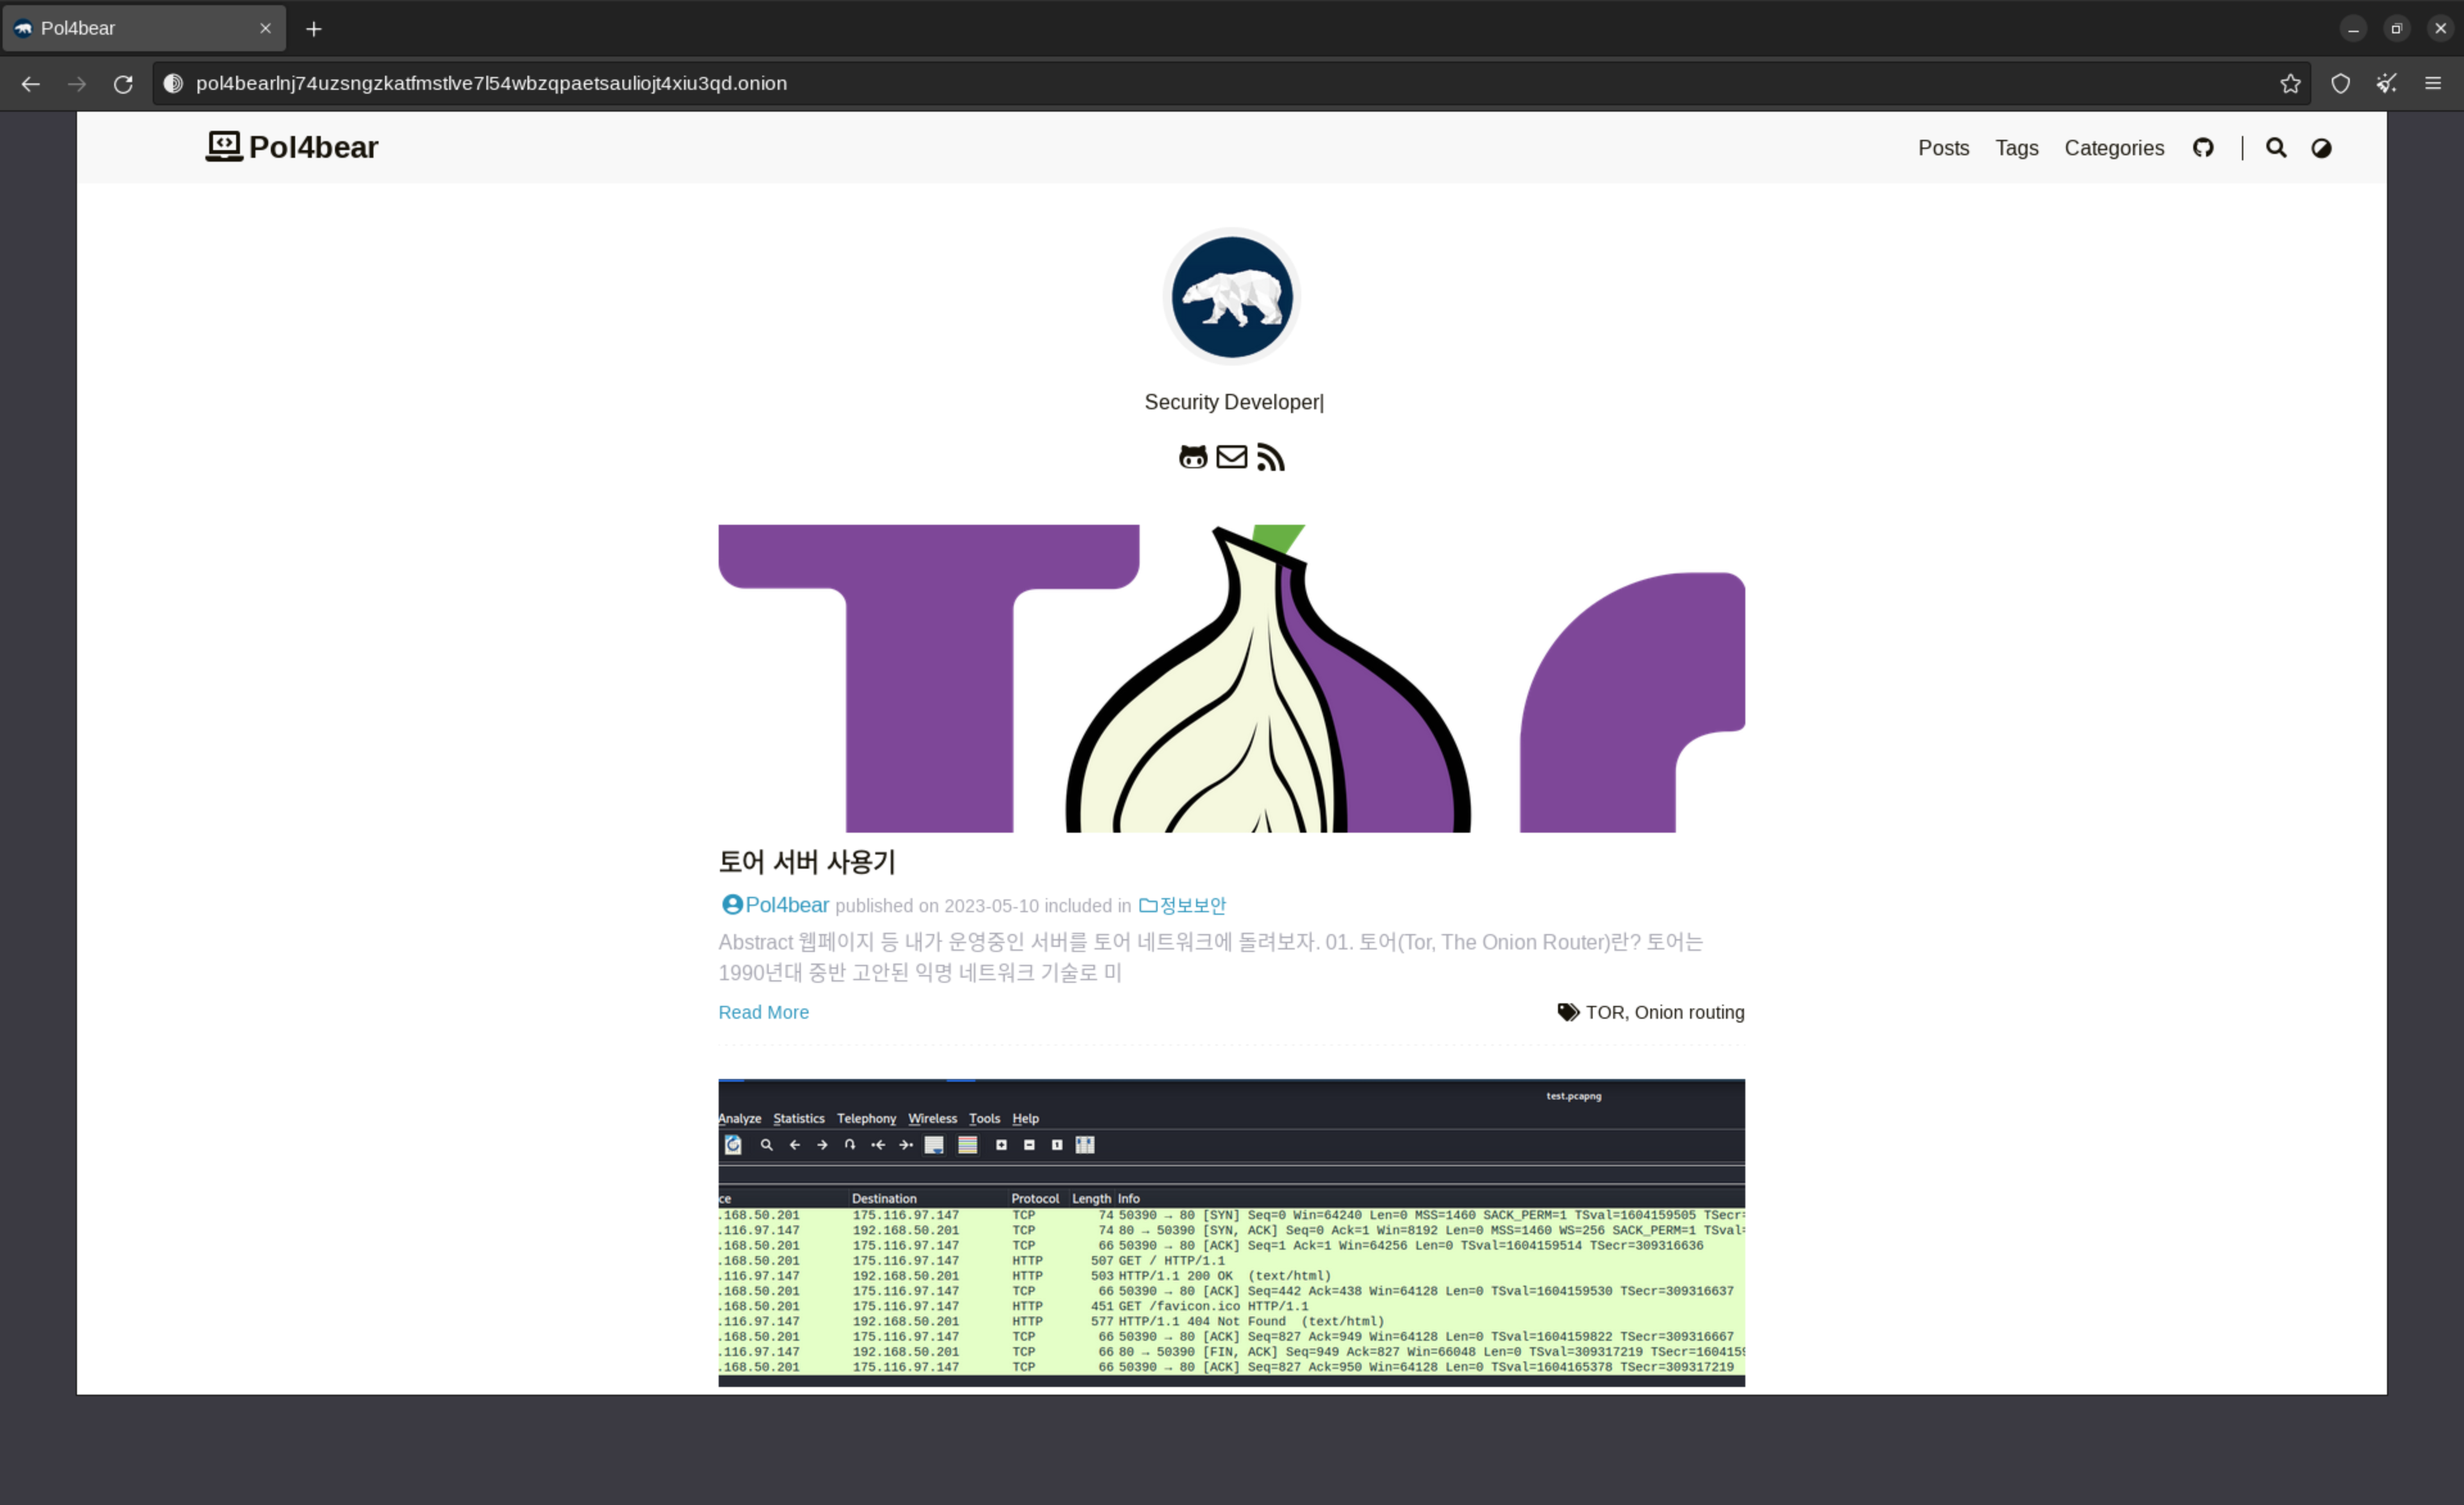 Pol4bear
pol4bearlnj74uzsngzkatfmstlve7l54wbzqpaetsauliojt4xiu3qd.onion
Pol4bear
Posts Tags Categories
Security Developer|
Tor
토어 서버 사용기
Pol4bear published on 2023-05-10 included in 정보보안
Abstract 웹페이지 등 내가 운영중인 서버를 토어 네트워크에 돌려보자. 01. 토어(Tor, The Onion Router)란? 토어는
1990년대 중반 고안된 익명 네트워크 기술로 미
Read More
TOR, Onion routing
test.pcapng
Analyze Statistics Telephony Wireless Tools Help
ce Destination Protocol Length Info
.168.50.201 175.116.97.147 TCP 74 50390 → 80 [SYN] Seq=0 Win=64240 Len=0 MSS=1460 SACK_PERM=1 TSval=1604159505 TSecr=
.116.97.147 192.168.50.201 TCP 74 80 → 50390 [SYN, ACK] Seq=0 Ack=1 Win=8192 Len=0 MSS=1460 WS=256 SACK_PERM=1 TSval=
.168.50.201 175.116.97.147 TCP 66 50390 → 80 [ACK] Seq=1 Ack=1 Win=64256 Len=0 TSval=1604159514 TSecr=309316636
.168.50.201 175.116.97.147 HTTP 507 GET / HTTP/1.1
.116.97.147 192.168.50.201 HTTP 503 HTTP/1.1 200 OK (text/html)
.168.50.201 175.116.97.147 TCP 66 50390 → 80 [ACK] Seq=442 Ack=438 Win=64128 Len=0 TSval=1604159530 TSecr=309316637
.168.50.201 175.116.97.147 HTTP 451 GET /favicon.ico HTTP/1.1
.116.97.147 192.168.50.201 HTTP 577 HTTP/1.1 404 Not Found (text/html)
.168.50.201 175.116.97.147 TCP 66 50390 → 80 [ACK] Seq=827 Ack=949 Win=64128 Len=0 TSval=1604159822 TSecr=309316667
.116.97.147 192.168.50.201 TCP 66 80 → 50390 [FIN, ACK] Seq=949 Ack=827 Win=66048 Len=0 TSval=309317219 TSecr=1604159
.168.50.201 175.116.97.147 TCP 66 50390 → 80 [ACK] Seq=827 Ack=950 Win=64128 Len=0 TSval=1604165378 TSecr=309317219